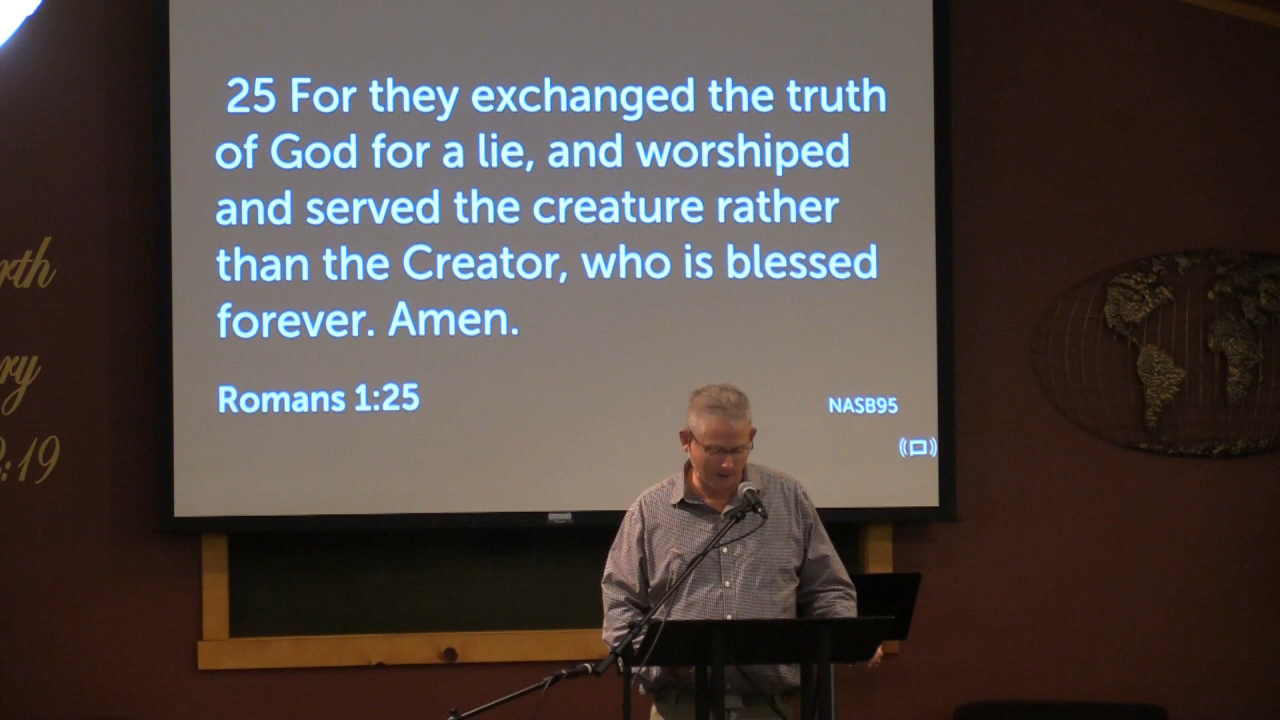 25 For they exchanged the truth
of God for a lie, and worshiped
and served the creature rather
than the Creator, who is blessed
forever. Amen.
Romans 1:25
NASB95
:19